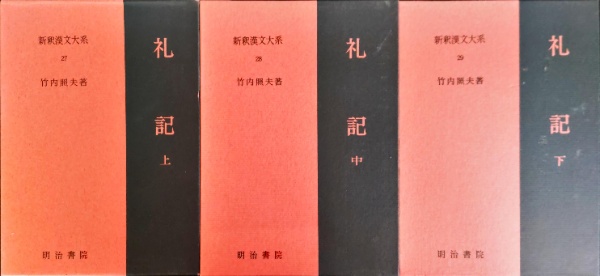 新釈漢文大系
27
竹内照夫著
明治書院
礼記 上
新釈漢文大系
28
竹内照夫著
明治書院
礼記 中
新釈漢文大系
29
竹内照夫著
明治書院
礼記 下